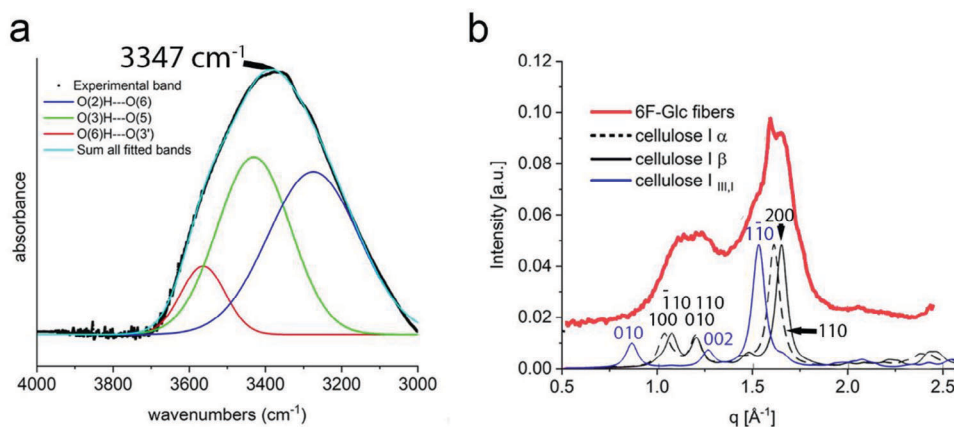 a
3347 cm⁻¹
Experimental band
O(2)H---O(6)
O(3)H---O(5)
O(6)H---O(3')
Sum all fitted bands
absorbance
4000
3800
3600
3400
3200
3000
wavenumbers (cm⁻¹)
b
0.12
0.10
0.08
0.06
0.04
0.02
0.00
Intensity [a.u.]
6F-Glc fibers
cellulose I α
cellulose I β
cellulose I III,I
200
11̄0
1̄10 110
100 010
010
002
110
0.5
1.0
1.5
2.0
2.5
q [Å⁻¹]